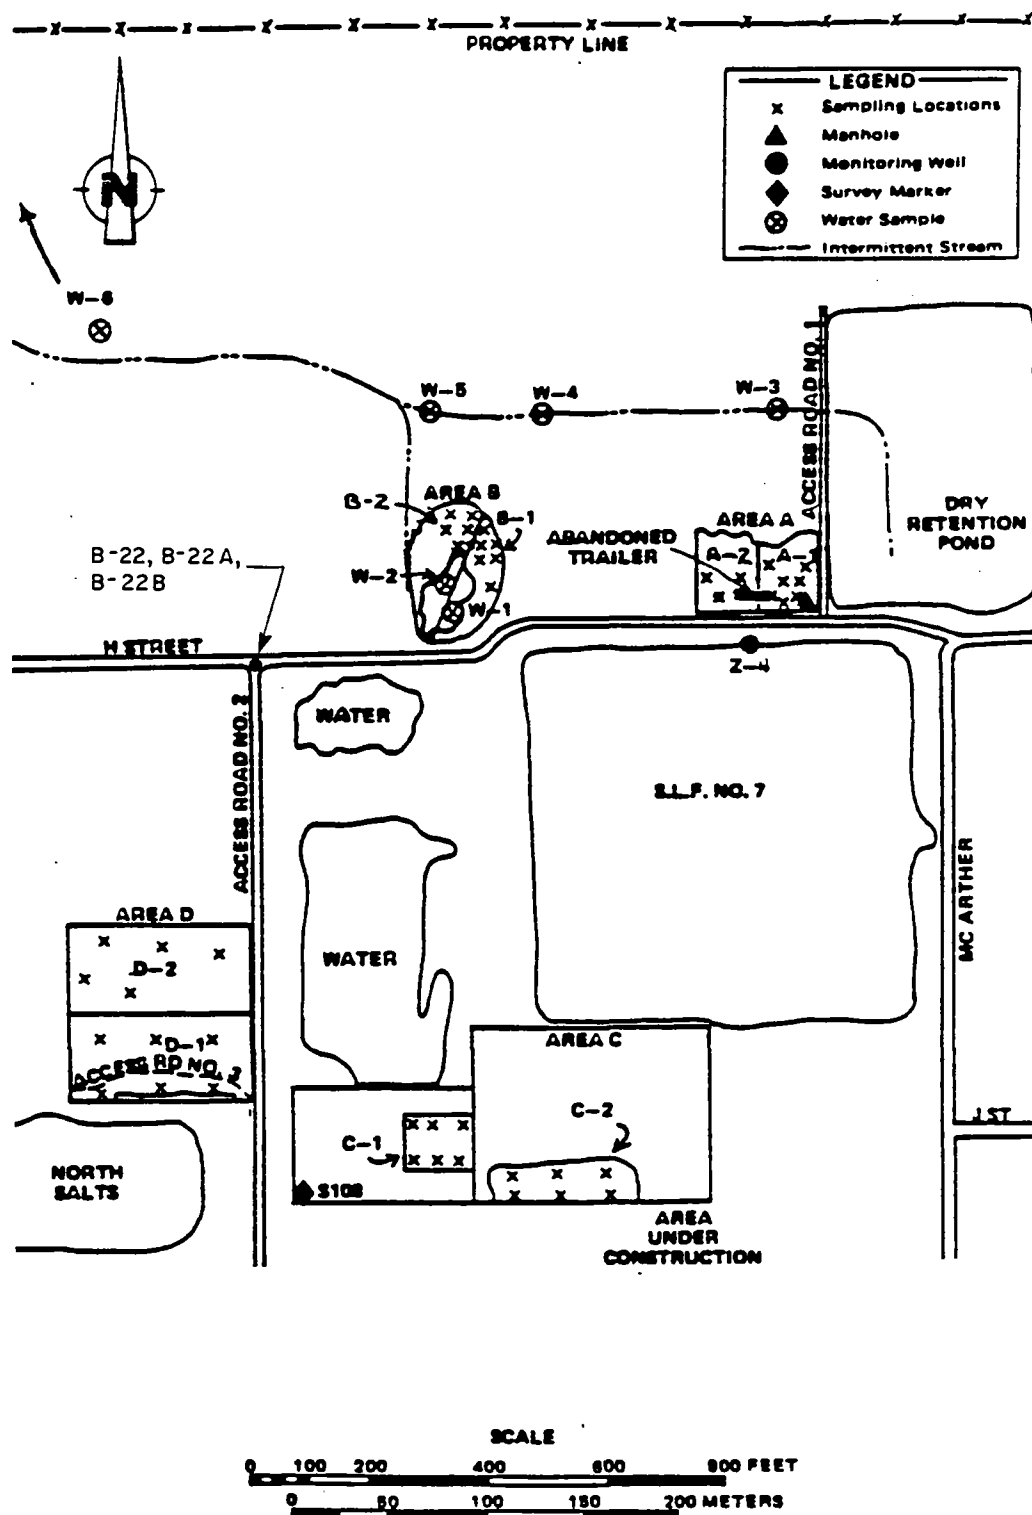 PROPERTY LINE
LEGEND
Sampling Locations
Manhole
Monitoring Well
Survey Marker
Water Sample
Intermittent Stream
N
W-6
W-5
W-4
W-3
ACCESS ROAD NO. 1
DRY
RETENTION
POND
AREA B
B-2
B-1
AREA A
ABANDONED
TRAILER
A-2
A-1
B-22, B-22A,
B-22B
W-2
W-1
H STREET
Z-4
WATER
ACCESS ROAD NO. 2
S.L.F. NO. 7
MC ARTHER
AREA D
D-2
WATER
D-1
ACCESS RD NO. 3
AREA C
C-2
C-1
J ST
NORTH
SALTS
S108
AREA
UNDER
CONSTRUCTION
SCALE
0 100 200 400 600 800 FEET
0 50 100 150 200 METERS